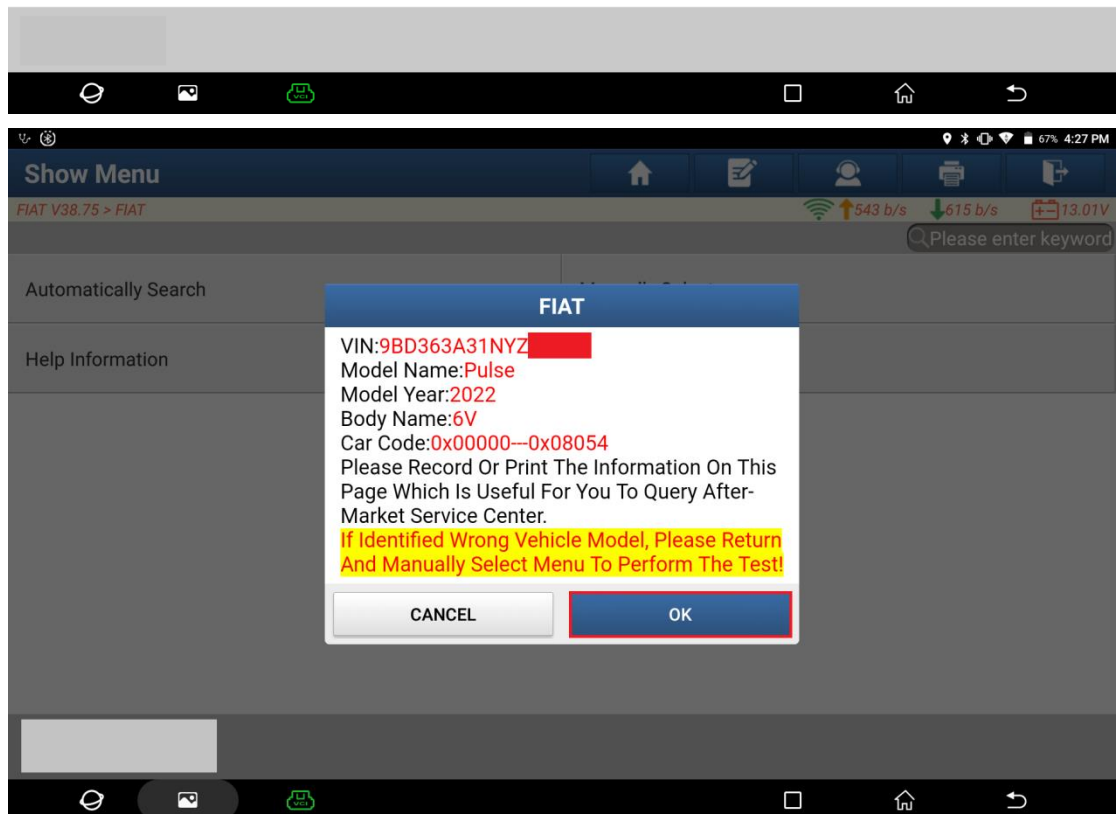 VCI
67% 4:27 PM
Show Menu
FIAT V38.75 > FIAT
543 b/s 615 b/s 13.01V
Please enter keyword
Automatically Search
Help Information
FIAT
VIN:9BD363A31NYZ
Model Name:Pulse
Model Year:2022
Body Name:6V
Car Code:0x00000---0x08054
Please Record Or Print The Information On This
Page Which Is Useful For You To Query After-
Market Service Center.
If Identified Wrong Vehicle Model, Please Return
And Manually Select Menu To Perform The Test!
CANCEL
OK
VCI